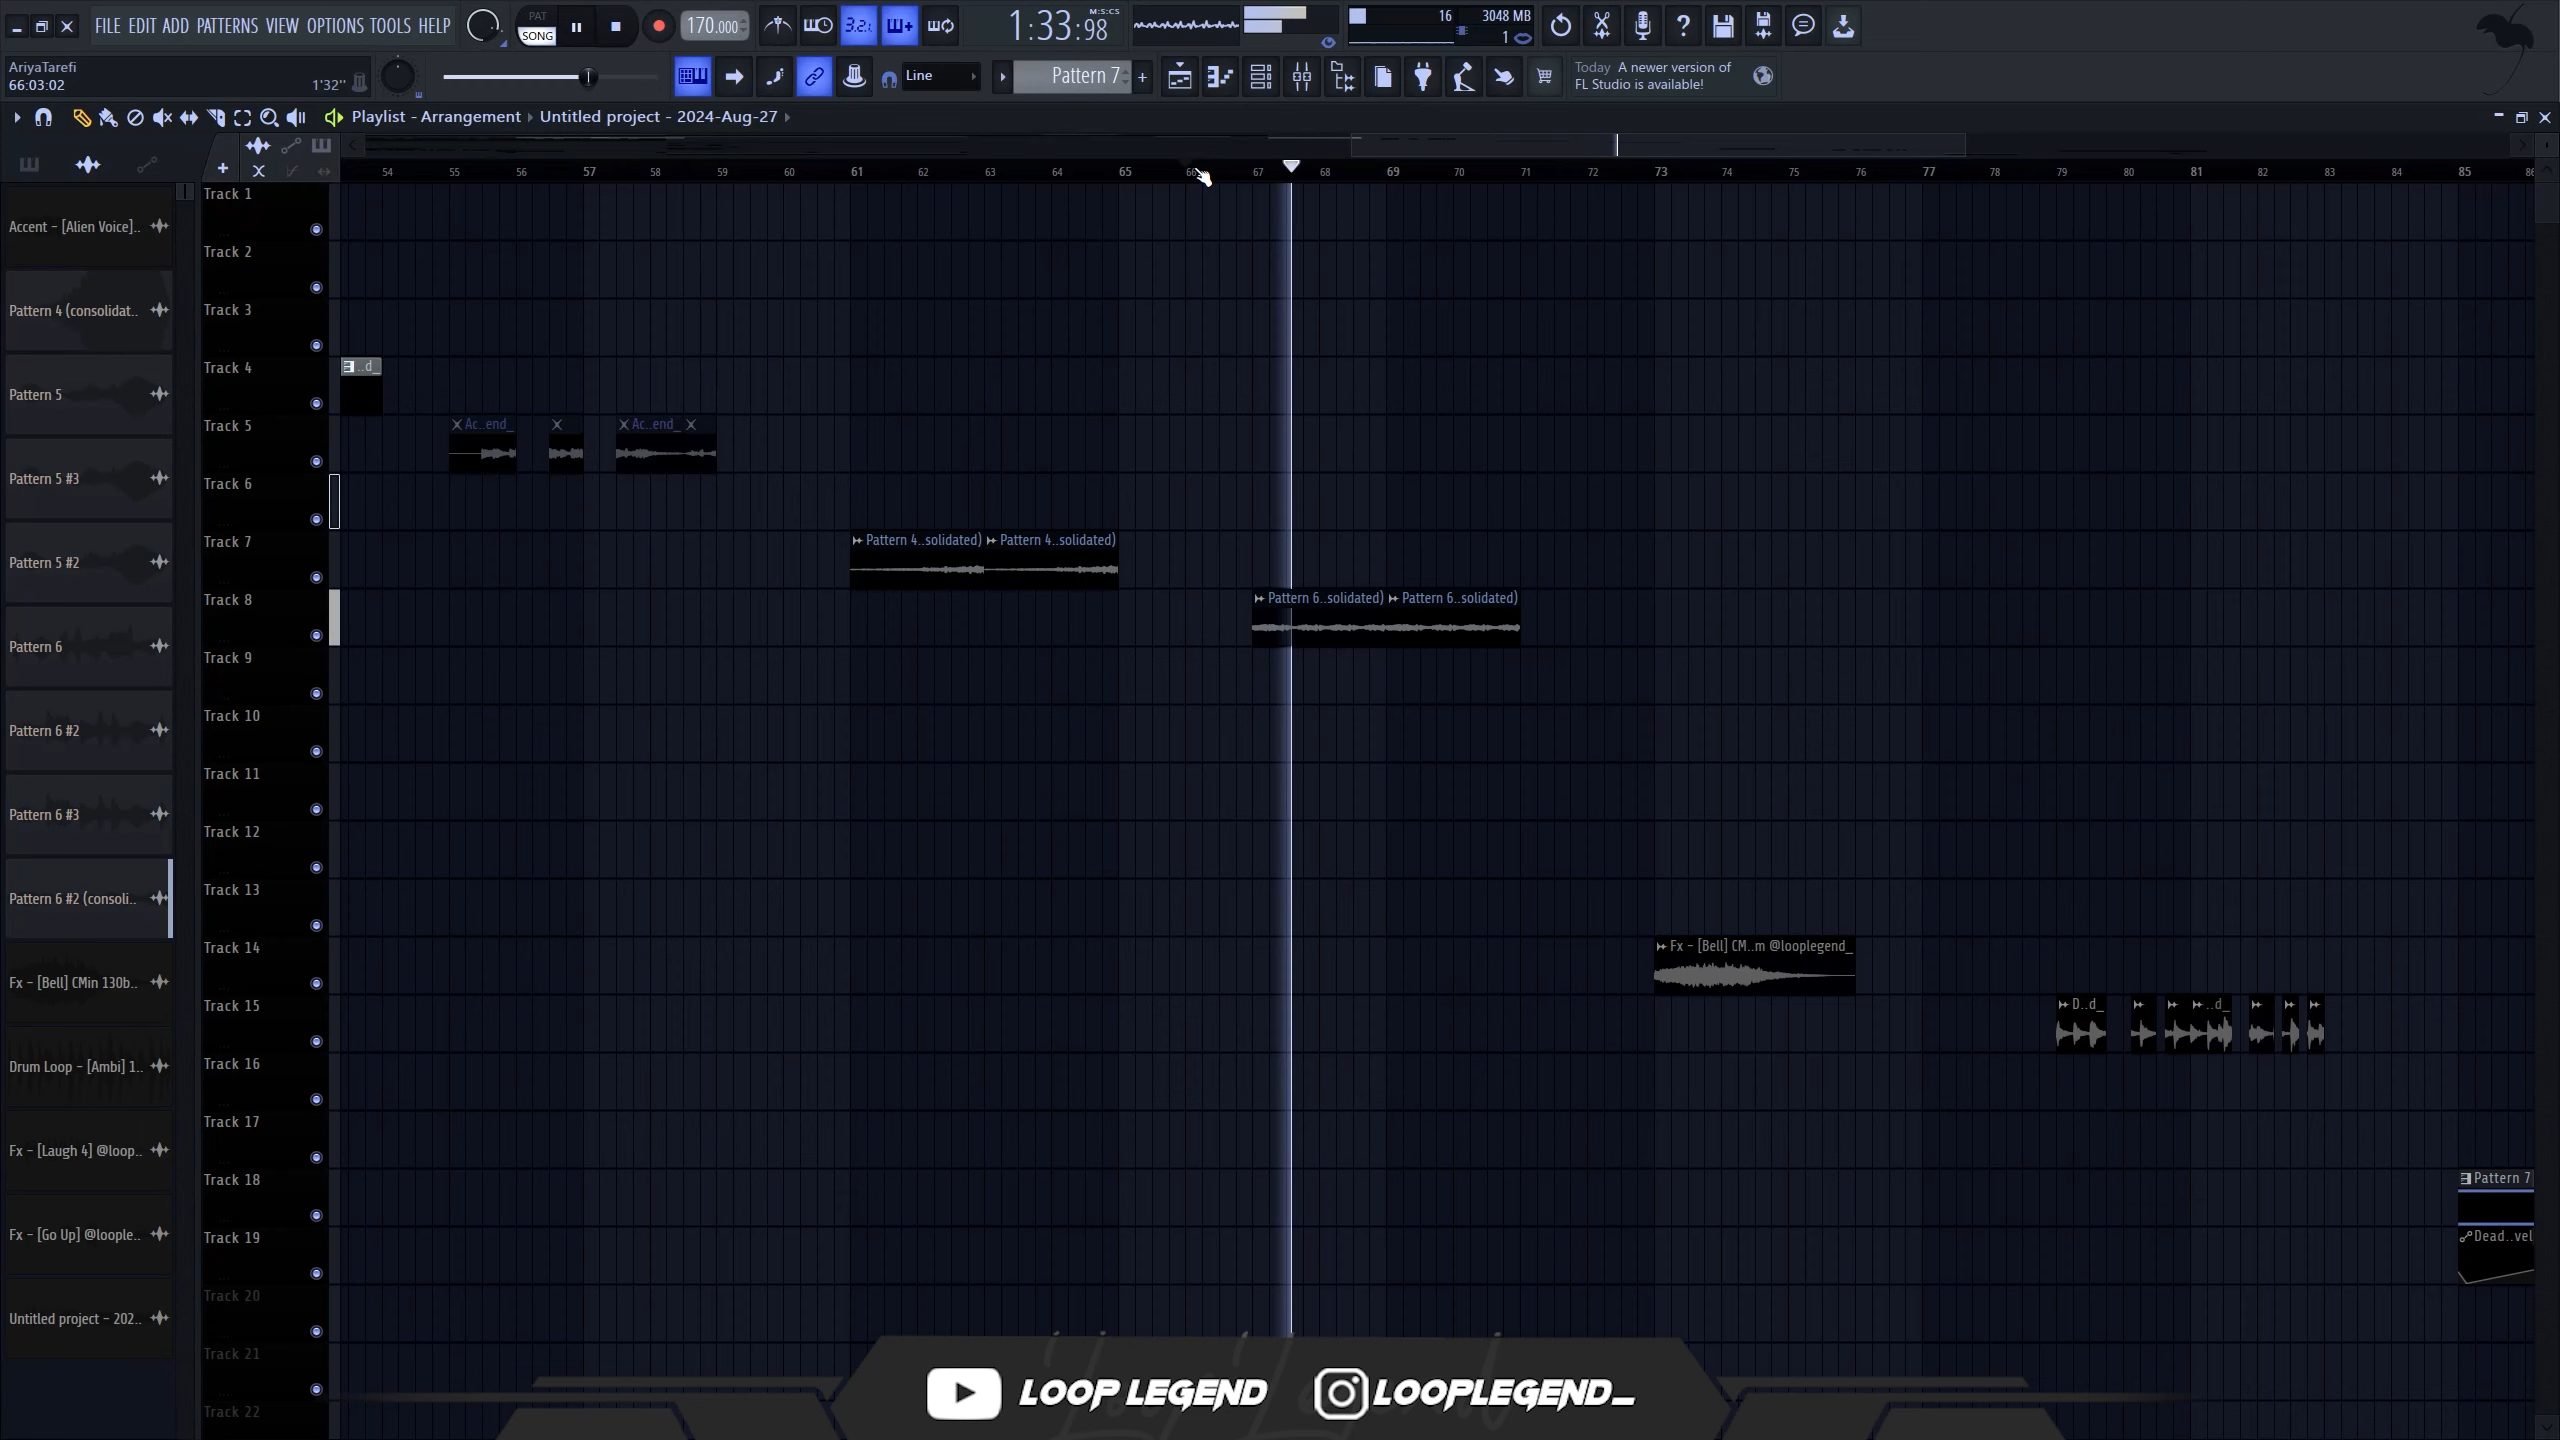 FILE EDIT ADD PATTERNS VIEW OPTIONS TOOLS HELP
PAT
SONG
170.000
3.2.
1:33:98
M:S:CS
16
3048 MB
1
AriyaTarefi
66:03:02
1'32''
Line
Pattern 7
Today A newer version of
FL Studio is available!
Playlist - Arrangement
Untitled project - 2024-Aug-27
54 55 56 57 58 59 60 61 62 63 64 65 66 67 68 69 70 71 72 73 74 75 76 77 78 79 80 81 82 83 84 85 86
Accent - [Alien Voice]..
Pattern 4 (consolidat..
Pattern 5
Pattern 5 #3
Pattern 5 #2
Pattern 6
Pattern 6 #2
Pattern 6 #3
Pattern 6 #2 (consoli..
Fx - [Bell] CMin 130b..
Drum Loop - [Ambi] 1..
Fx - [Laugh 4] @loop..
Fx - [Go Up] @loople..
Untitled project - 202..
Track 1
Track 2
Track 3
Track 4
..d_
Track 5
Ac..end_
Ac..end_
Track 6
Track 7
Pattern 4..solidated)
Pattern 4..solidated)
Track 8
Pattern 6..solidated)
Pattern 6..solidated)
Track 9
Track 10
Track 11
Track 12
Track 13
Track 14
Fx - [Bell] CM..m @looplegend_
Track 15
D..d_
..d_
Track 16
Track 17
Track 18
Pattern 7
Track 19
Dead..vel
Track 20
Track 21
Track 22
LOOP LEGEND
LOOPLEGEND_